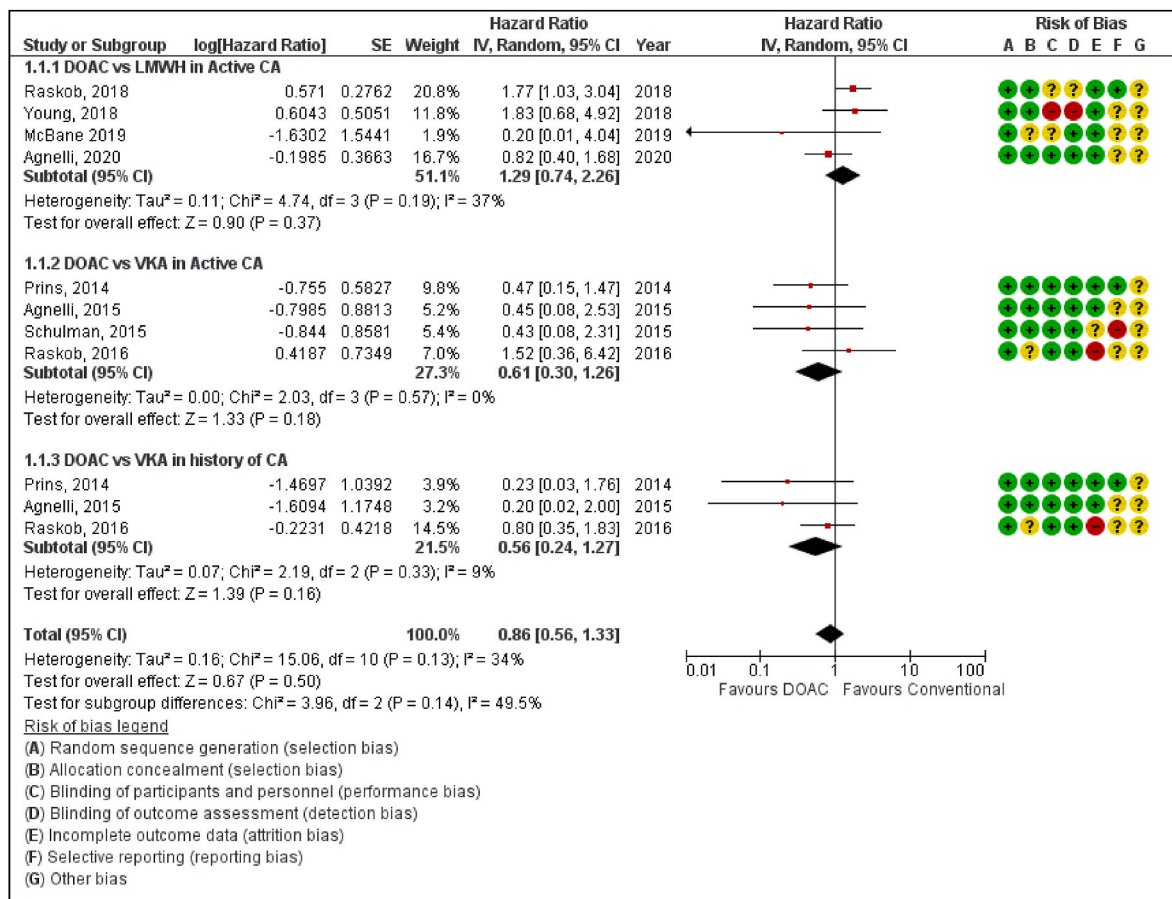 Hazard Ratio Hazard Ratio Risk of Bias
Study or Subgroup log[Hazard Ratio] SE Weight IV, Random, 95% CI Year IV, Random, 95% CI A B C D E F G
1.1.1 DOAC vs LMWH in Active CA
Raskob, 2018 0.571 0.2762 20.8% 1.77 [1.03, 3.04] 2018 + + ? ? + + ?
Young, 2018 0.6043 0.5051 11.8% 1.83 [0.68, 4.92] 2018 + + - - + ? ?
McBane 2019 -1.6302 1.5441 1.9% 0.20 [0.01, 4.04] 2019 + ? ? + + ? ?
Agnelli, 2020 -0.1985 0.3663 16.7% 0.82 [0.40, 1.68] 2020 + + + + + ? ?
Subtotal (95% CI) 51.1% 1.29 [0.74, 2.26]
Heterogeneity: Tau² = 0.11; Chi² = 4.74, df = 3 (P = 0.19); I² = 37%
Test for overall effect: Z = 0.90 (P = 0.37)
1.1.2 DOAC vs VKA in Active CA
Prins, 2014 -0.755 0.5827 9.8% 0.47 [0.15, 1.47] 2014 + + + + + + ?
Agnelli, 2015 -0.7985 0.8813 5.2% 0.45 [0.08, 2.53] 2015 + + + + + ? ?
Schulman, 2015 -0.844 0.8581 5.4% 0.43 [0.08, 2.31] 2015 + + + + ? - ?
Raskob, 2016 0.4187 0.7349 7.0% 1.52 [0.36, 6.42] 2016 + ? + + - ? ?
Subtotal (95% CI) 27.3% 0.61 [0.30, 1.26]
Heterogeneity: Tau² = 0.00; Chi² = 2.03, df = 3 (P = 0.57); I² = 0%
Test for overall effect: Z = 1.33 (P = 0.18)
1.1.3 DOAC vs VKA in history of CA
Prins, 2014 -1.4697 1.0392 3.9% 0.23 [0.03, 1.76] 2014 + + + + + + ?
Agnelli, 2015 -1.6094 1.1748 3.2% 0.20 [0.02, 2.00] 2015 + + + + + ? ?
Raskob, 2016 -0.2231 0.4218 14.5% 0.80 [0.35, 1.83] 2016 + ? + + - ? ?
Subtotal (95% CI) 21.5% 0.56 [0.24, 1.27]
Heterogeneity: Tau² = 0.07; Chi² = 2.19, df = 2 (P = 0.33); I² = 9%
Test for overall effect: Z = 1.39 (P = 0.16)
Total (95% CI) 100.0% 0.86 [0.56, 1.33]
Heterogeneity: Tau² = 0.16; Chi² = 15.06, df = 10 (P = 0.13); I² = 34%
Test for overall effect: Z = 0.67 (P = 0.50)
Test for subgroup differences: Chi² = 3.96, df = 2 (P = 0.14), I² = 49.5%
0.01 0.1 1 10 100
Favours DOAC Favours Conventional
Risk of bias legend
(A) Random sequence generation (selection bias)
(B) Allocation concealment (selection bias)
(C) Blinding of participants and personnel (performance bias)
(D) Blinding of outcome assessment (detection bias)
(E) Incomplete outcome data (attrition bias)
(F) Selective reporting (reporting bias)
(G) Other bias